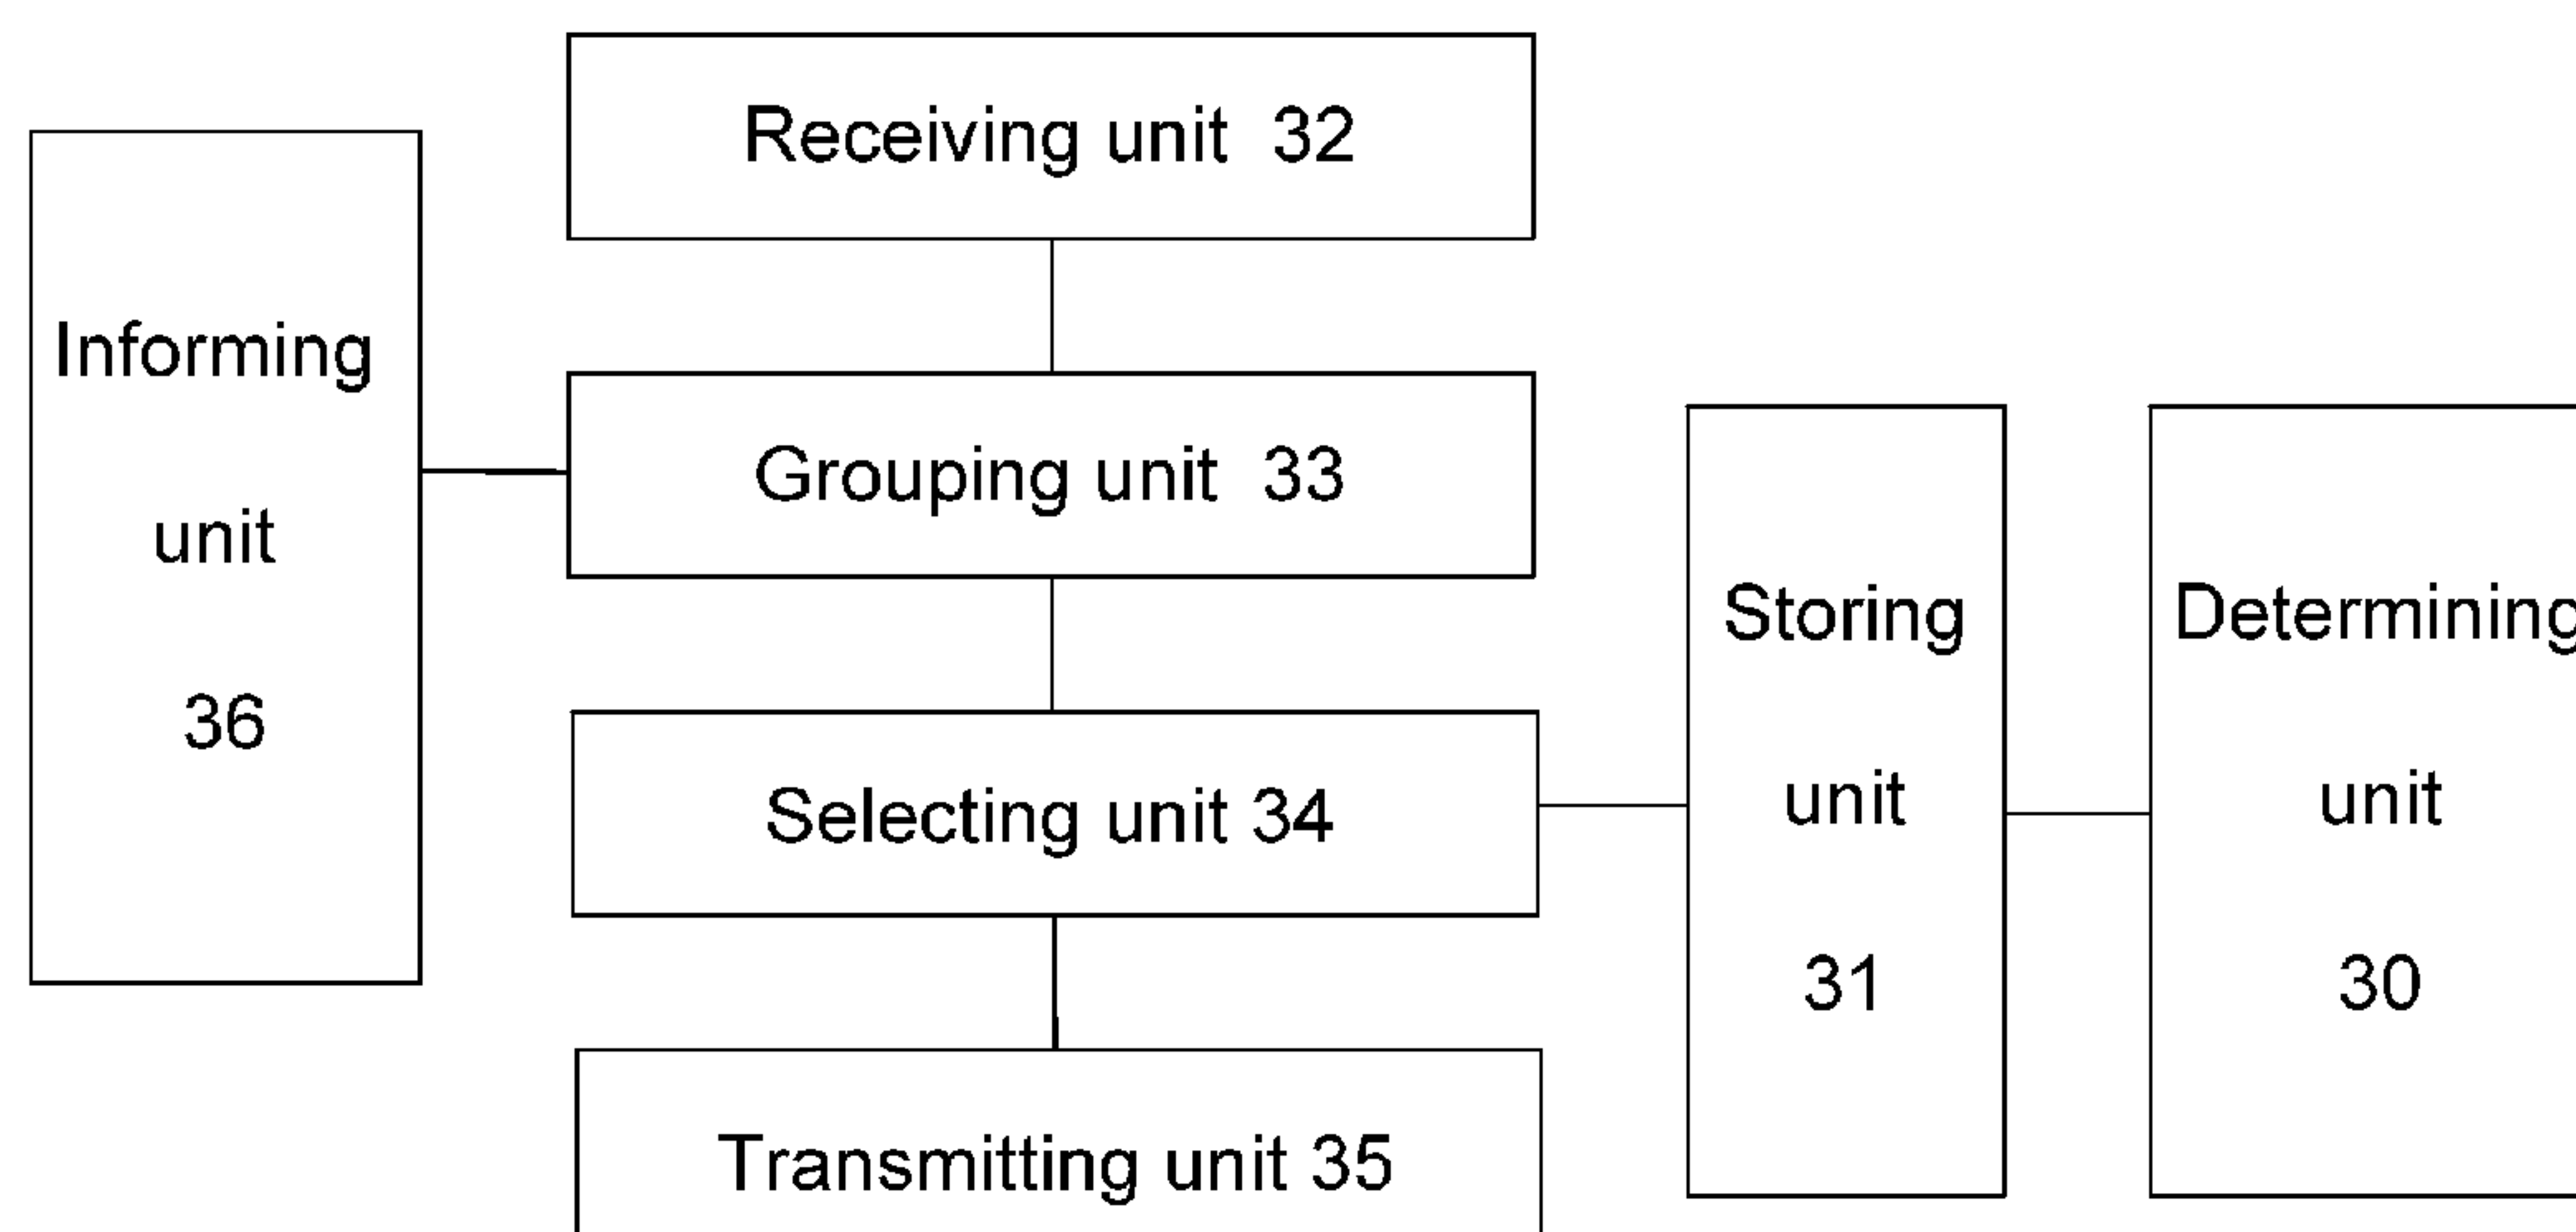 Receiving unit 32
Informing
unit
36
Grouping unit 33
Selecting unit 34
Transmitting unit 35
Storing
unit
31
Determining
unit
30